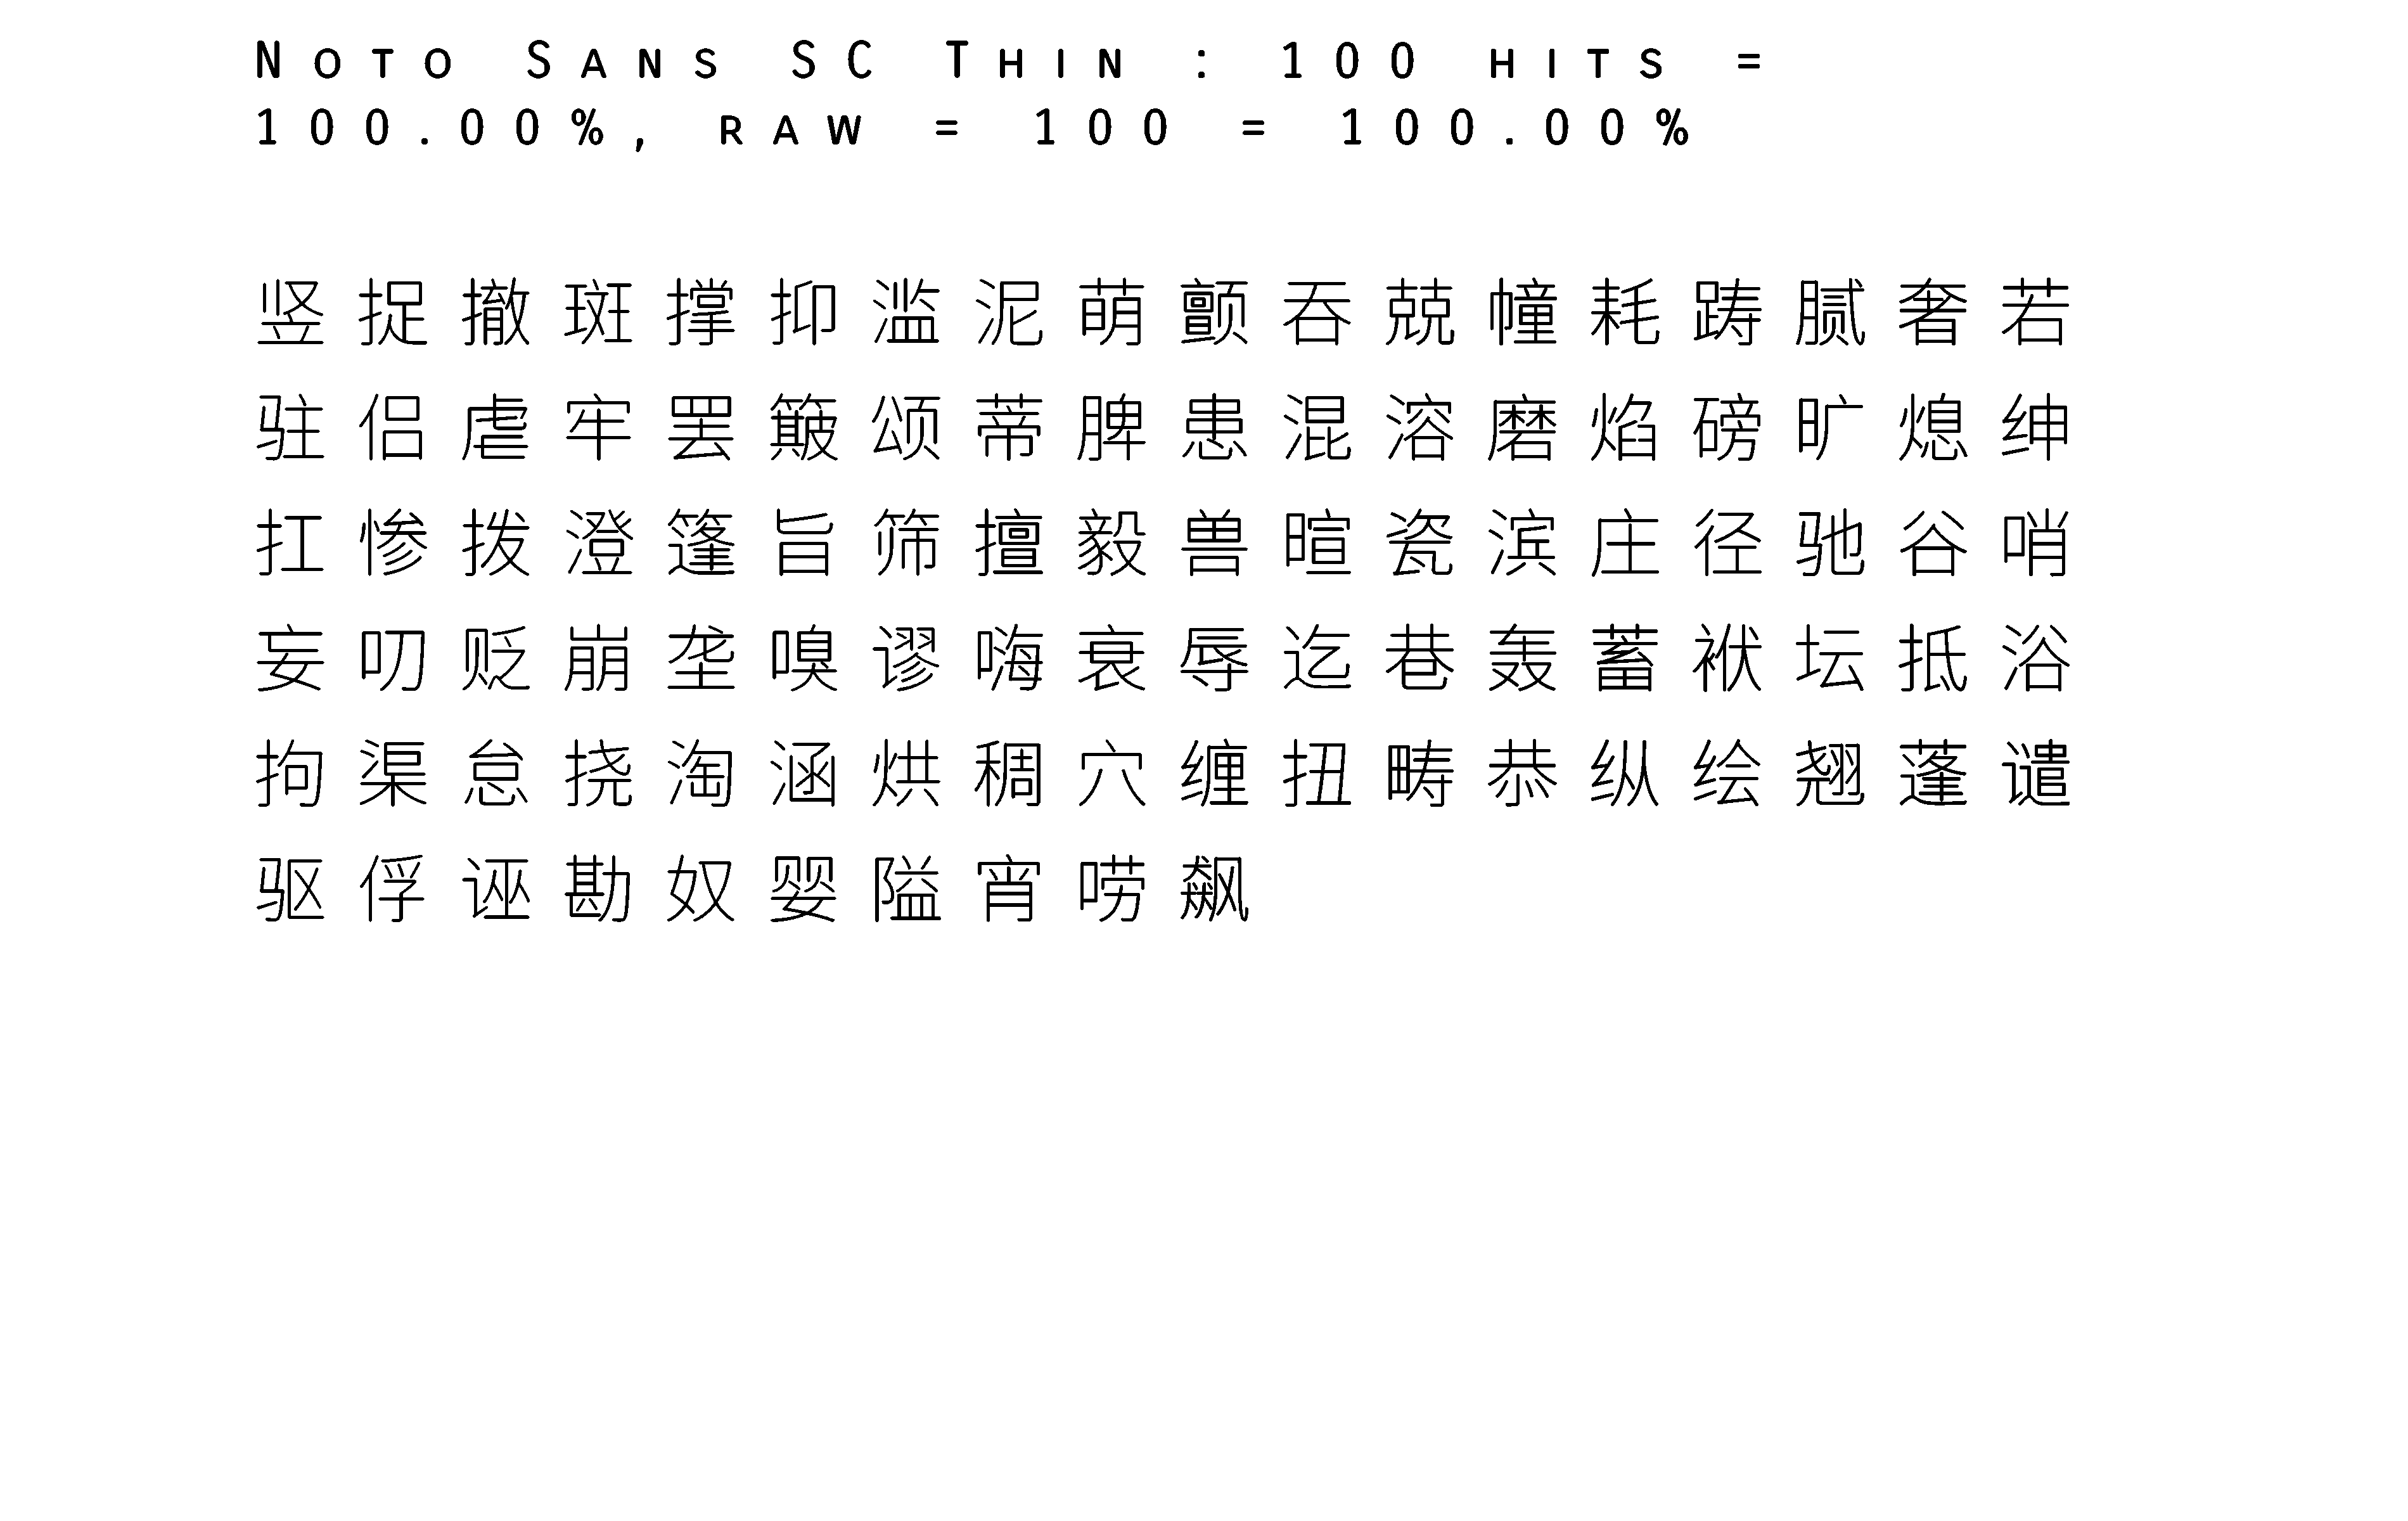 Noto Sans SC Thin : 100 hits =
100.00%, raw = 100 = 100.00%
竖捉撤斑撑抑滥泥萌颤吞兢幢耗踌腻奢若
驻侣虐牢罢簸颂蒂脾患混溶磨焰磅旷熄绅
扛惨拨澄篷旨筛擅毅兽暄瓷滨庄径驰谷哨
妄叨贬崩垄嗅谬嗨哀辱迄巷轰蓄袱坛抵浴
拘渠怠挠淘涵烘稠穴缠扭畴恭纵绘翘蓬谴
驱俘诬勘奴婴隘宵唠飙